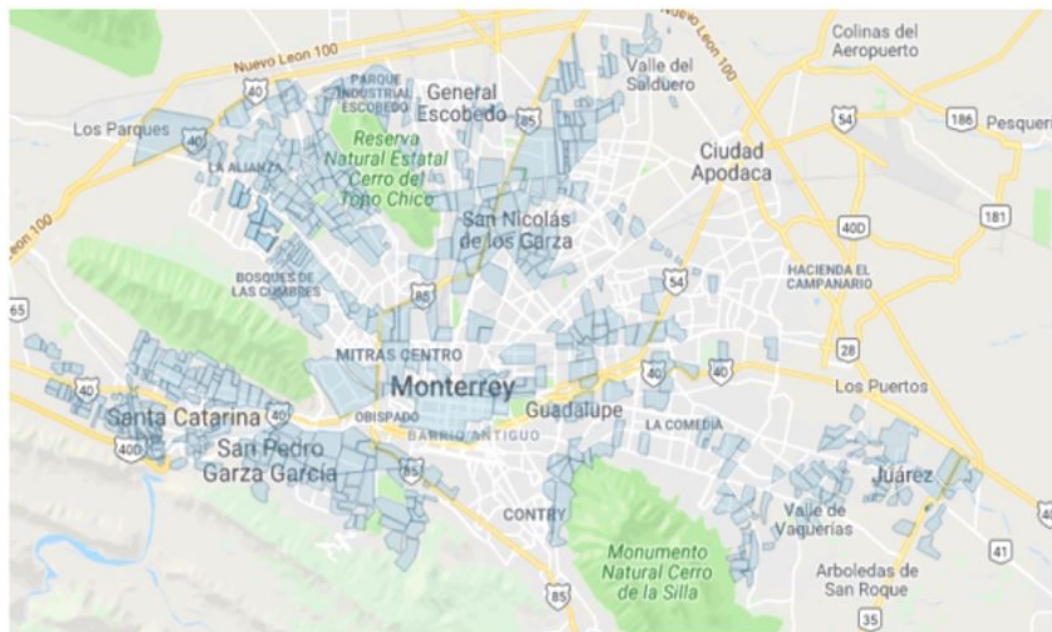 Nuevo Leon 100
Nuevo Leon 100
Colinas del
Aeropuerto
Valle del
Salduero
40
PARQUE
INDUSTRIAL
ESCOBEDO
General
Escobedo
85
54
186
Pesquerí
Los Parques
40
Reserva
Natural Estatal
Cerro del
Topo Chico
LA ALIANZA
Ciudad
Apodaca
San Nicolás
de los Garza
181
40D
Leon 100
BOSQUES DE
LAS CUMBRES
HACIENDA EL
CAMPANARIO
65
85
54
28
MITRAS CENTRO
Monterrey
40
40
40
Los Puertos
Santa Catarina
40
OBISPADO
Guadalupe
LA COMEDIA
BARRIO ANTIGUO
40D
San Pedro
Garza García
85
Juárez
CONTRY
Valle de
Vaquerías
40
41
Monumento
Natural Cerro
de la Silla
Arboledas de
San Roque
85
35